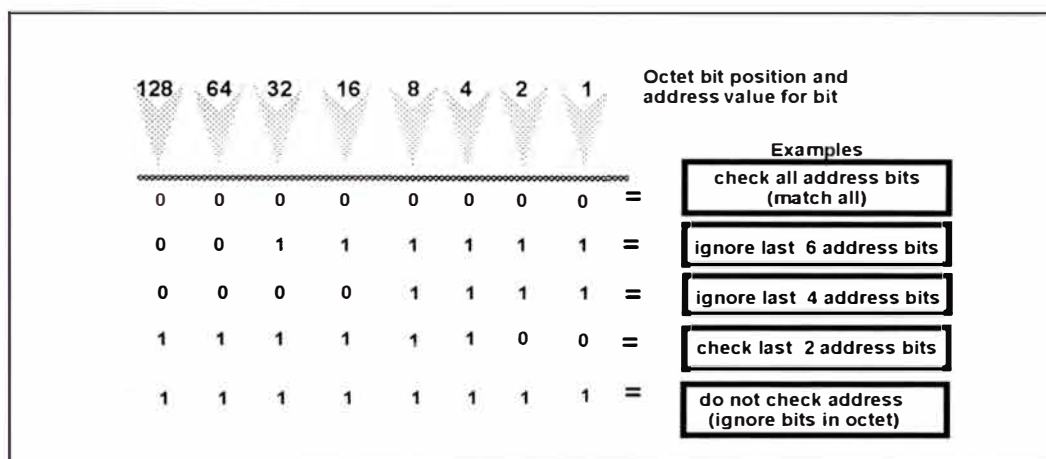 128 64 32 16 8 4 2 1
Octet bit position and
address value for bit
Examples
0 0 0 0 0 0 0 0 =
check all address bits
(match all)
0 0 1 1 1 1 1 1 =
ignore last 6 address bits
0 0 0 0 1 1 1 1 =
ignore last 4 address bits
1 1 1 1 1 1 0 0 =
check last 2 address bits
1 1 1 1 1 1 1 1 =
do not check address
(ignore bits in octet)